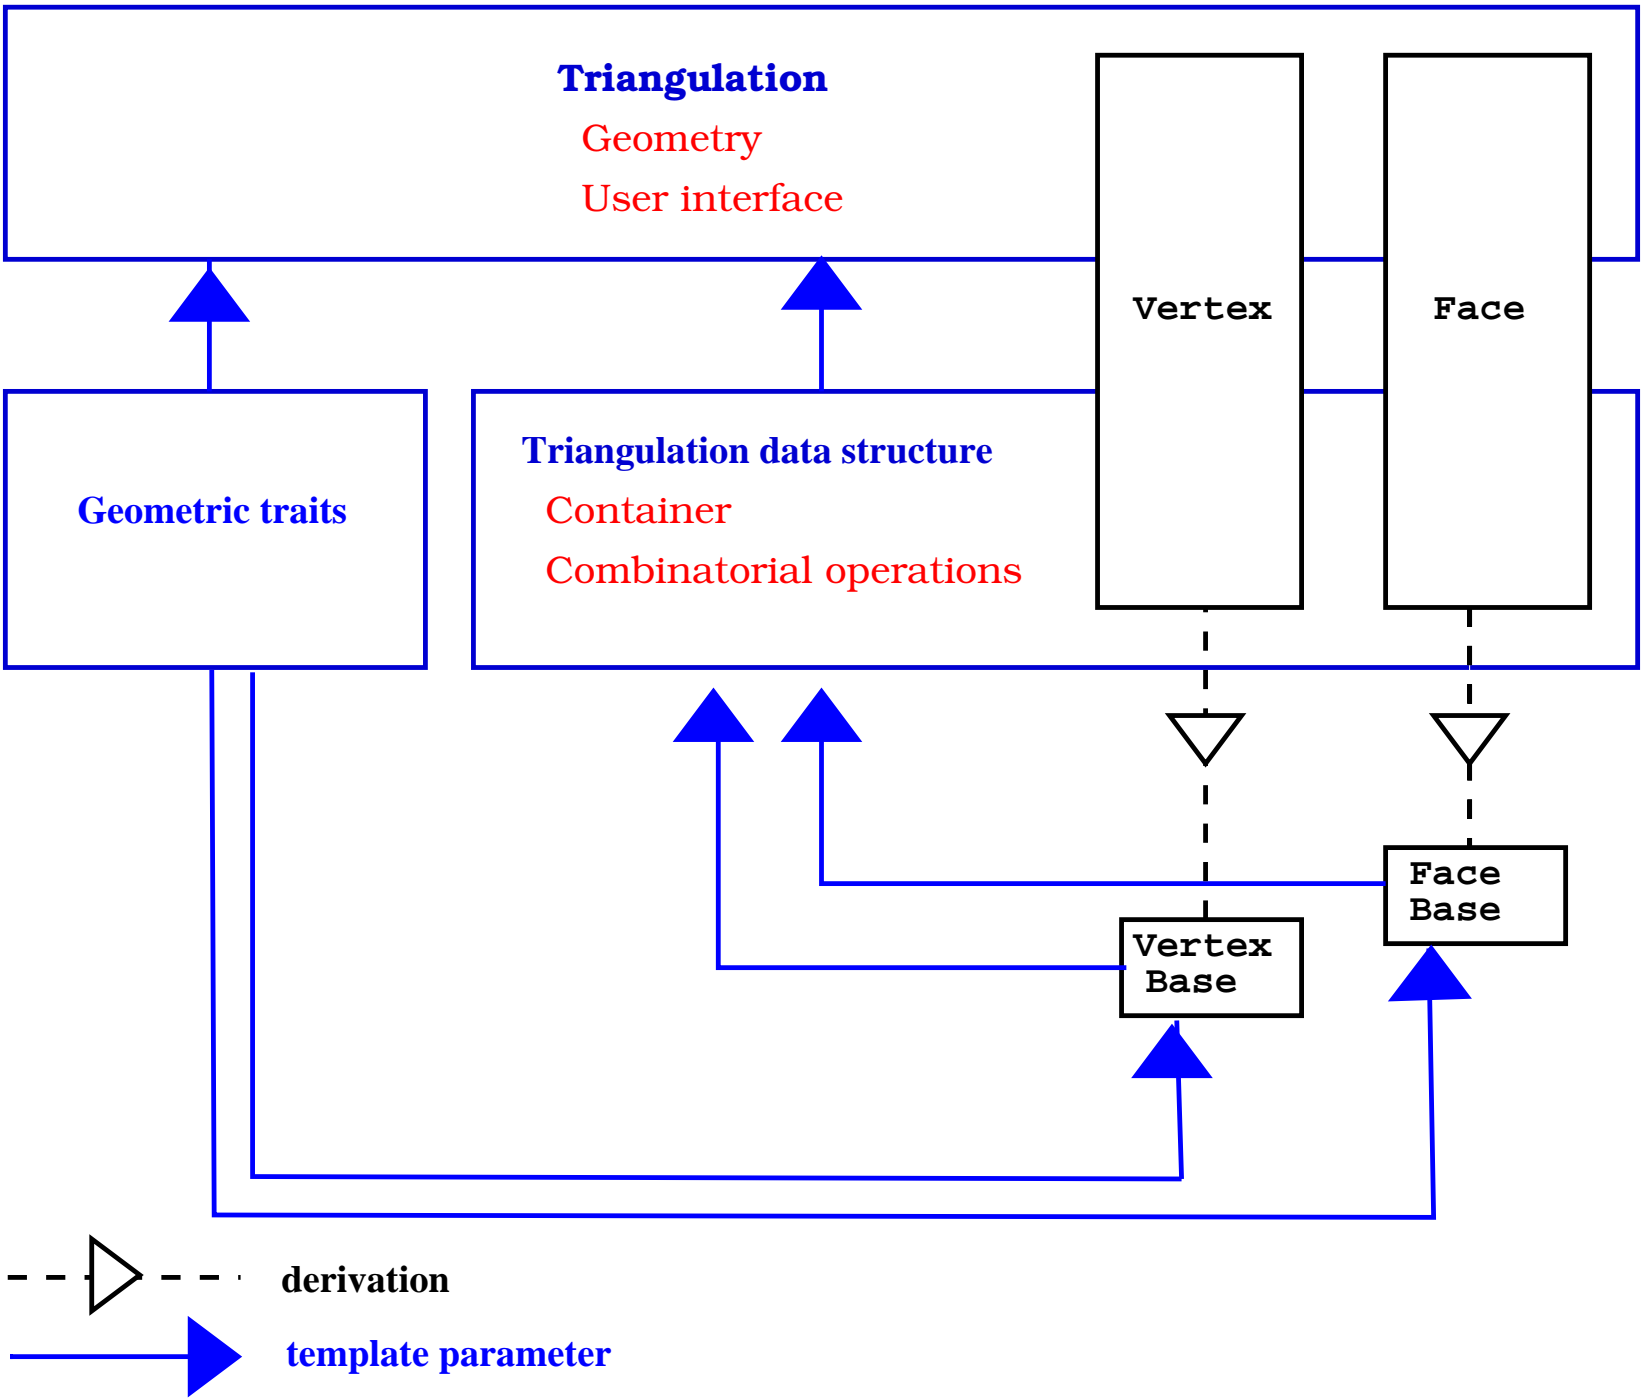 Triangulation
Geometry
User interface
Vertex
Face
Geometric traits
Triangulation data structure
Container
Combinatorial operations
Face
Base
Vertex
Base
derivation
template parameter